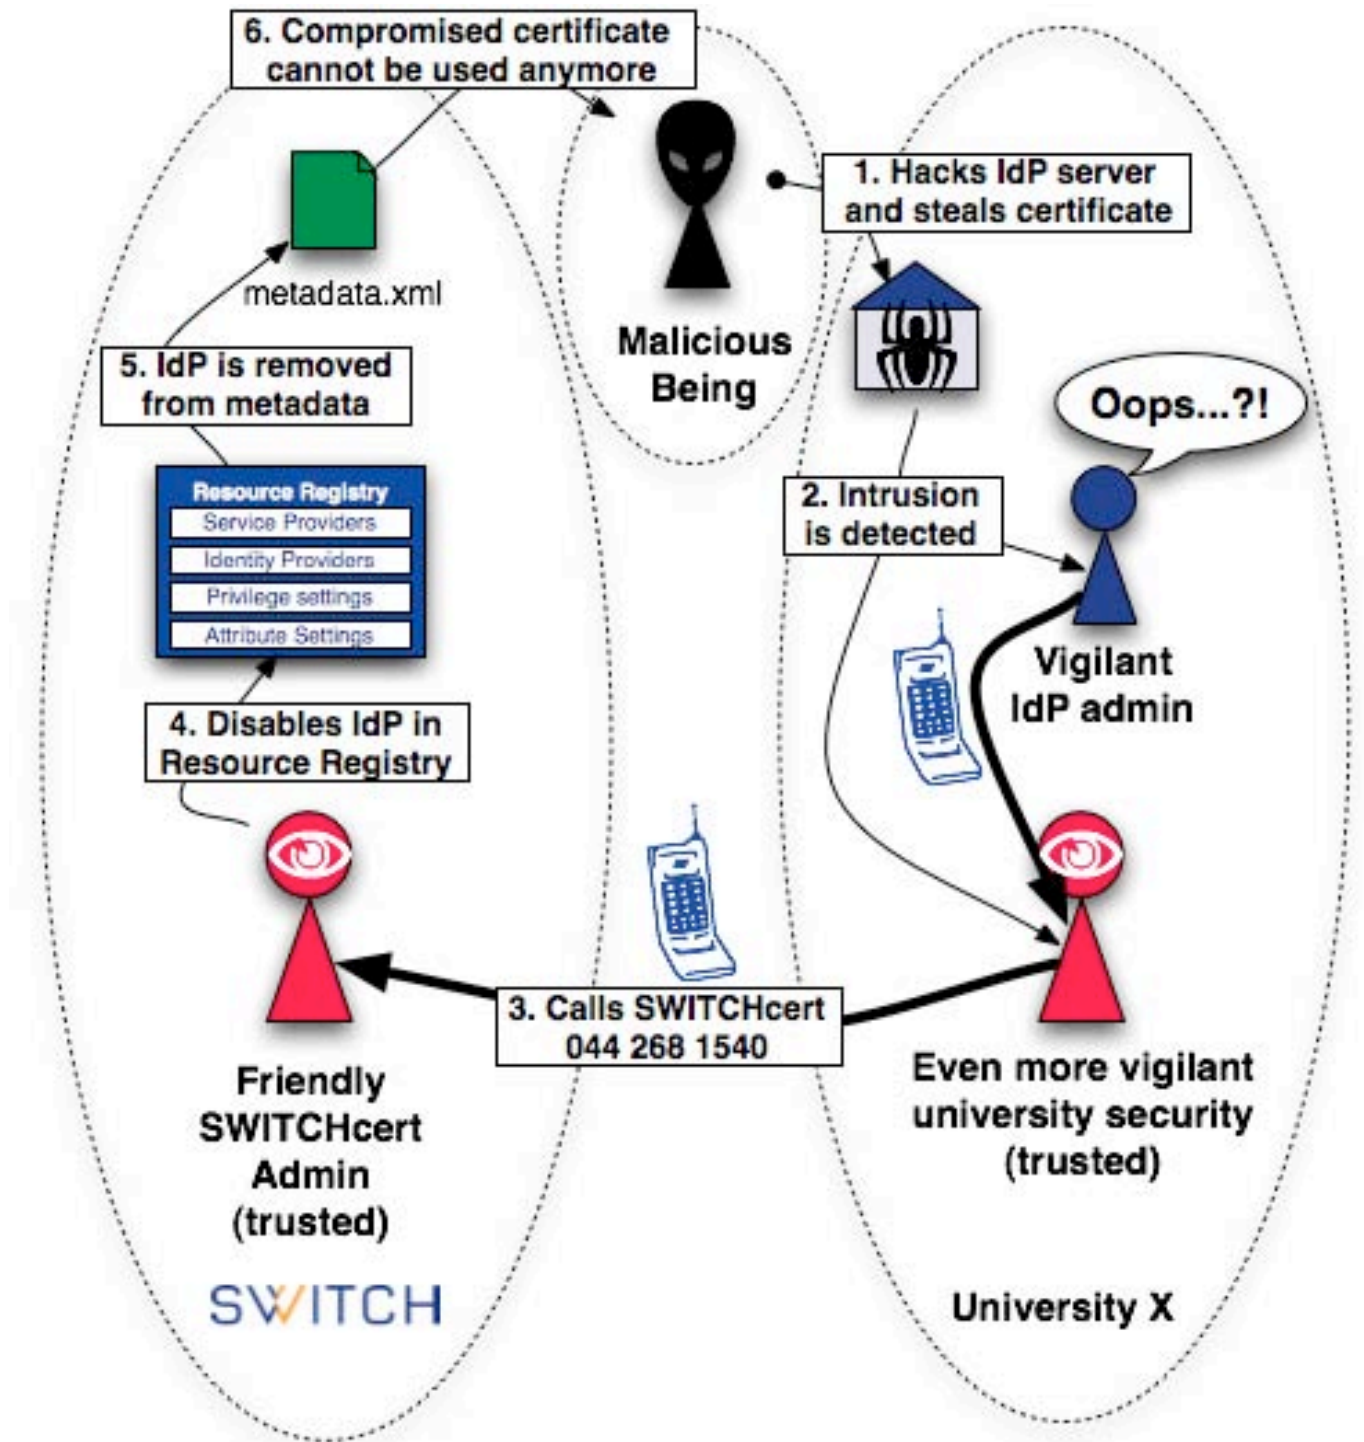 6. Compromised certificate
cannot be used anymore
1. Hacks IdP server
and steals certificate
metadata.xml
Malicious
Being
5. IdP is removed
from metadata
Oops...?!
Resource Registry
Service Providers
Identity Providers
Privilege settings
Attribute Settings
2. Intrusion
is detected
Vigilant
IdP admin
4. Disables IdP in
Resource Registry
3. Calls SWITCHcert
044 268 1540
Friendly
SWITCHcert
Admin
(trusted)
Even more vigilant
university security
(trusted)
SWITCH
University X